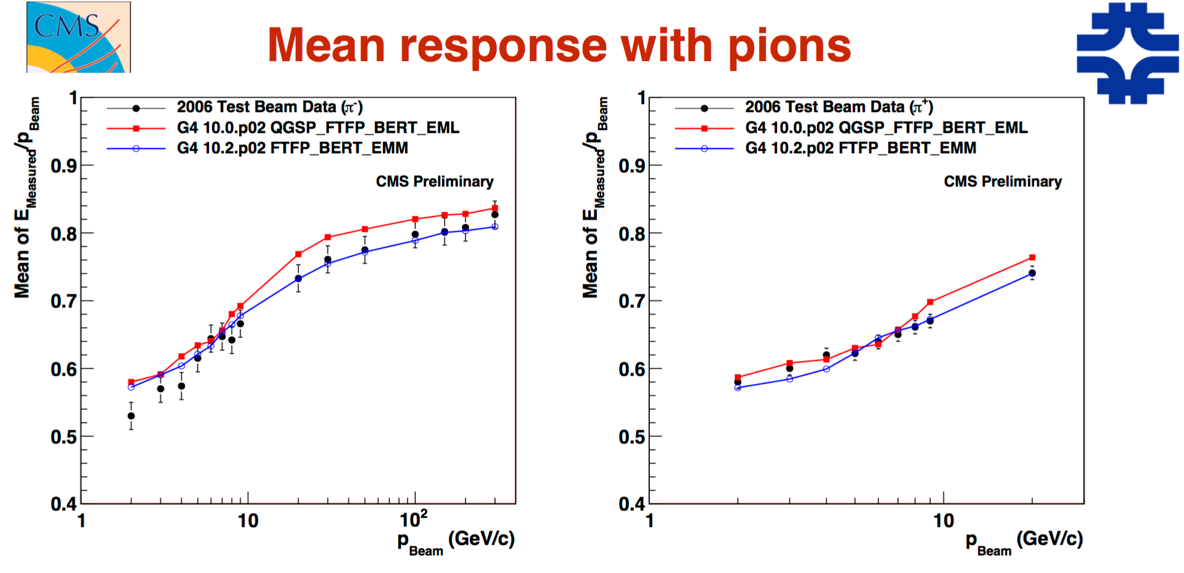 CMS
Mean response with pions
2006 Test Beam Data (π-)
G4 10.0.p02 QGSP_FTFP_BERT_EML
G4 10.2.p02 FTFP_BERT_EMM
CMS Preliminary
Mean of E_Measured/p_Beam
1
0.9
0.8
0.7
0.6
0.5
0.4
1 10 10²
p_Beam (GeV/c)
2006 Test Beam Data (π+)
G4 10.0.p02 QGSP_FTFP_BERT_EML
G4 10.2.p02 FTFP_BERT_EMM
CMS Preliminary
Mean of E_Measured/p_Beam
1
0.9
0.8
0.7
0.6
0.5
0.4
1 10
p_Beam (GeV/c)